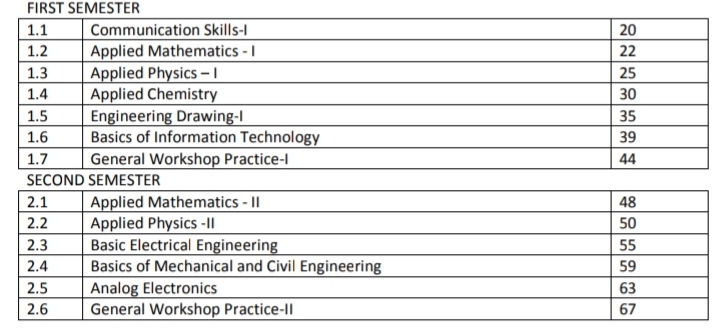 FIRST SEMESTER
1.1 Communication Skills-I 20
1.2 Applied Mathematics - I 22
1.3 Applied Physics – I 25
1.4 Applied Chemistry 30
1.5 Engineering Drawing-I 35
1.6 Basics of Information Technology 39
1.7 General Workshop Practice-I 44
SECOND SEMESTER
2.1 Applied Mathematics - II 48
2.2 Applied Physics -II 50
2.3 Basic Electrical Engineering 55
2.4 Basics of Mechanical and Civil Engineering 59
2.5 Analog Electronics 63
2.6 General Workshop Practice-II 67